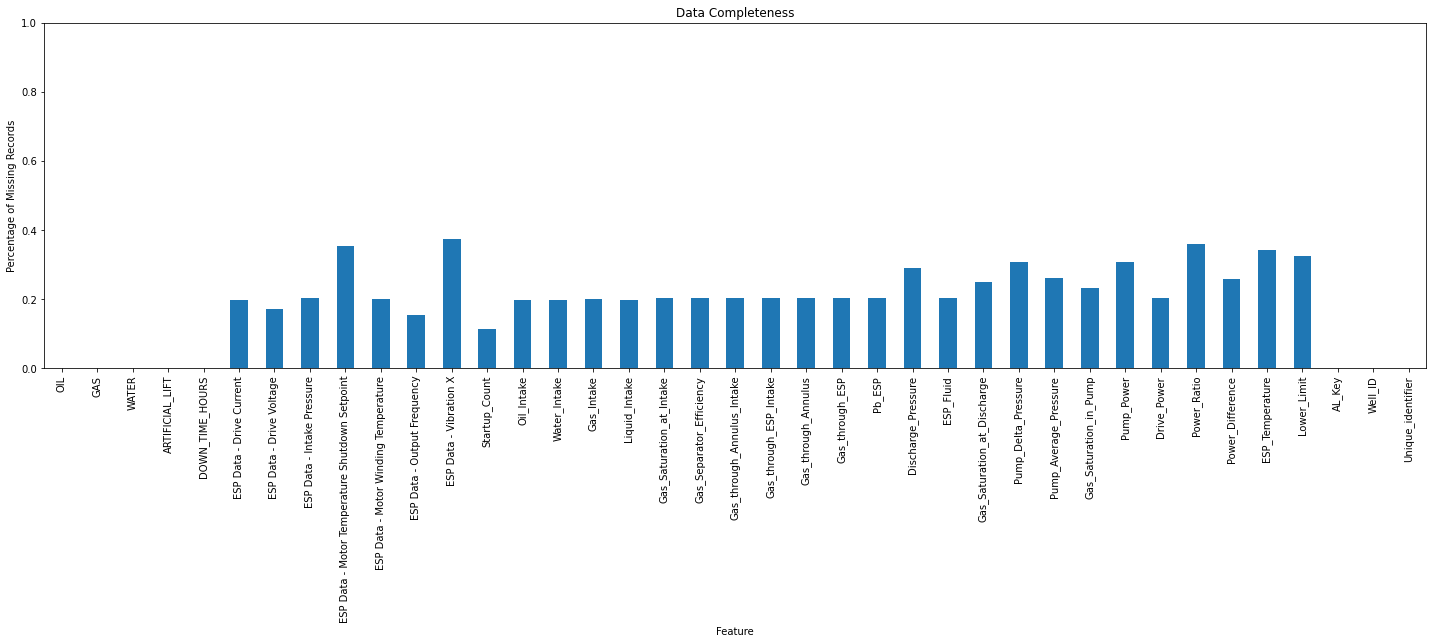 Data Completeness
Percentage of Missing Records
1.0
0.8
0.6
0.4
0.2
0.0
OIL
GAS
WATER
ARTIFICIAL_LIFT
DOWN_TIME_HOURS
ESP Data - Drive Current
ESP Data - Drive Voltage
ESP Data - Intake Pressure
ESP Data - Motor Temperature Shutdown Setpoint
ESP Data - Motor Winding Temperature
ESP Data - Output Frequency
ESP Data - Vibration X
Startup_Count
Oil_Intake
Water_Intake
Gas_Intake
Liquid_Intake
Gas_Saturation_at_Intake
Gas_Separator_Efficiency
Gas_through_Annulus_Intake
Gas_through_ESP_Intake
Gas_through_Annulus
Gas_through_ESP
Pb_ESP
Discharge_Pressure
ESP_Fluid
Gas_Saturation_at_Discharge
Pump_Delta_Pressure
Pump_Average_Pressure
Gas_Saturation_in_Pump
Pump_Power
Drive_Power
Power_Ratio
Power_Difference
ESP_Temperature
Lower_Limit
AL_Key
Well_ID
Unique_identifier
Feature